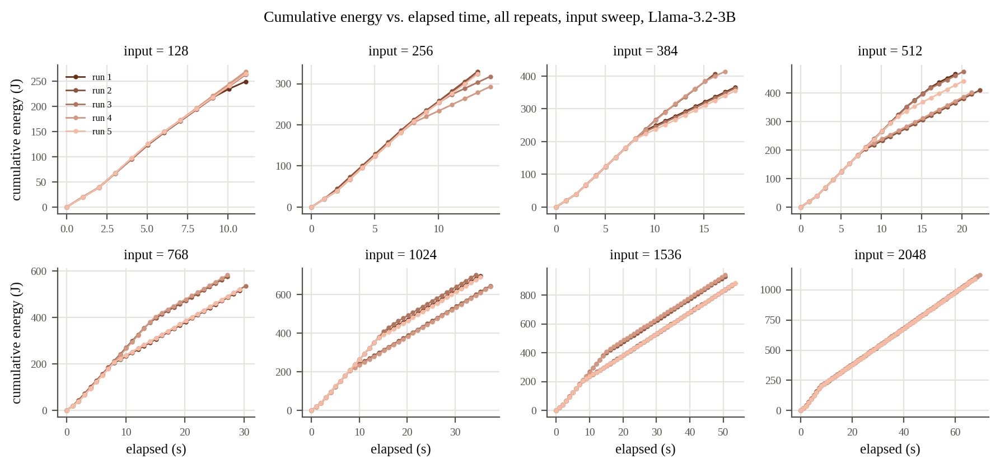 Cumulative energy vs. elapsed time, all repeats, input sweep, Llama-3.2-3B
input = 128
input = 256
input = 384
input = 512
cumulative energy (J)
250
200
150
100
50
0
run 1
run 2
run 3
run 4
run 5
0.0 2.5 5.0 7.5 10.0
300
200
100
0
0 5 10
400
300
200
100
0
0 5 10 15
400
300
200
100
0
0 5 10 15 20
input = 768
input = 1024
input = 1536
input = 2048
cumulative energy (J)
600
400
200
0
0 10 20 30
elapsed (s)
600
400
200
0
0 10 20 30
elapsed (s)
800
600
400
200
0
0 10 20 30 40 50
elapsed (s)
1000
750
500
250
0
0 20 40 60
elapsed (s)